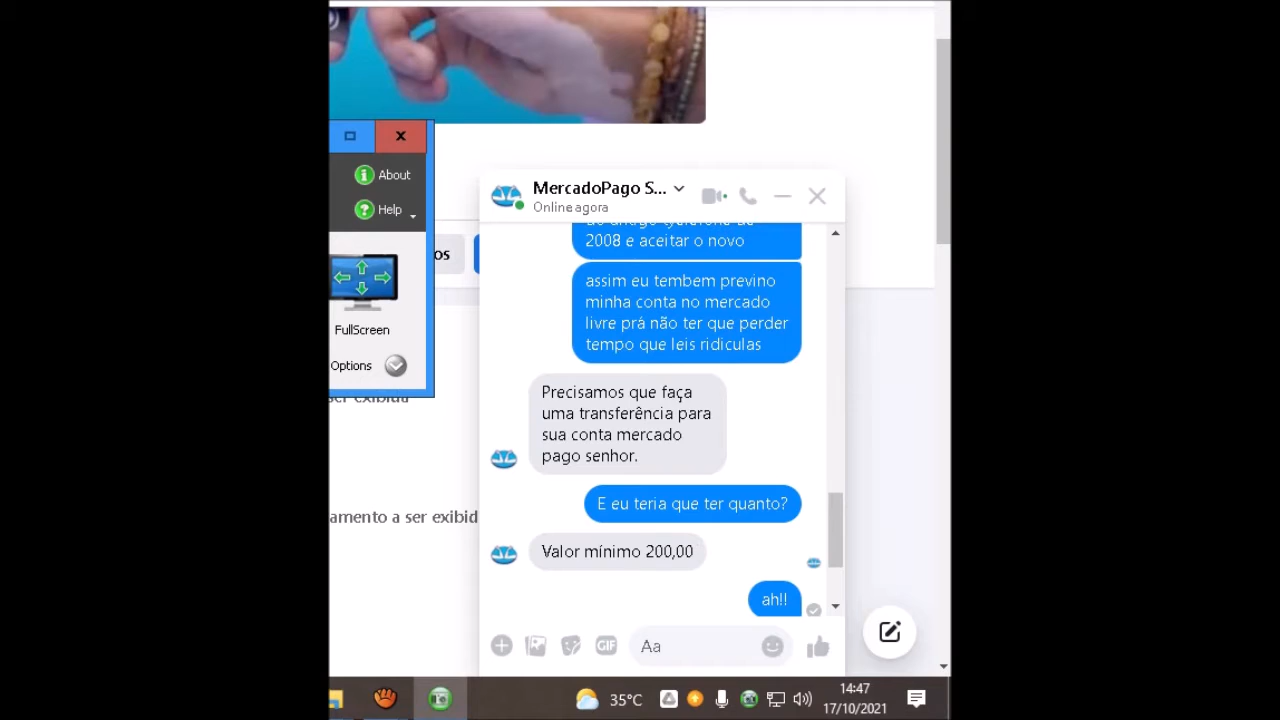 About
Help
FullScreen
Options
os
ser exibida
amento a ser exibid
MercadoPago S...
Online agora
2008 e aceitar o novo
assim eu tembem previno
minha conta no mercado
livre prá não ter que perder
tempo que leis ridiculas
Precisamos que faça
uma transferência para
sua conta mercado
pago senhor.
E eu teria que ter quanto?
Valor mínimo 200,00
ah!!
GIF
Aa
35°C
14:47
17/10/2021